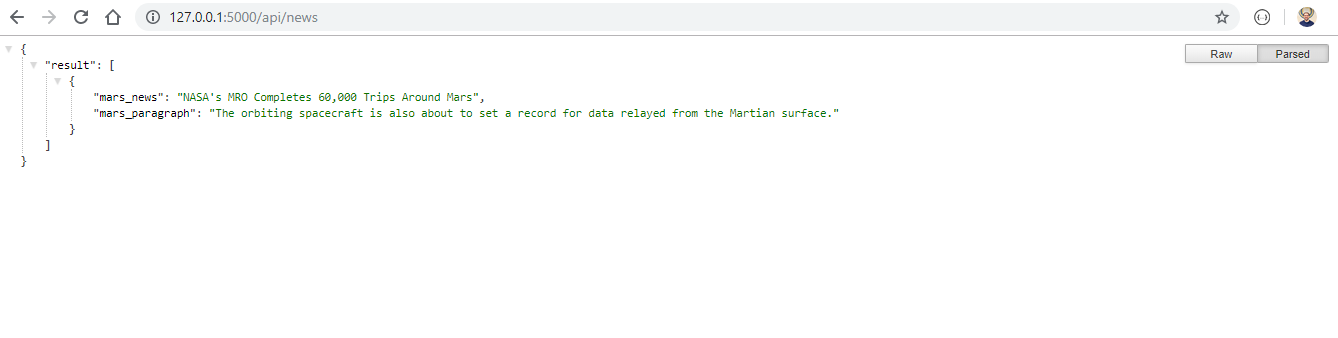 127.0.0.1:5000/api/news
Raw Parsed
{
"result": [
{
"mars_news": "NASA's MRO Completes 60,000 Trips Around Mars",
"mars_paragraph": "The orbiting spacecraft is also about to set a record for data relayed from the Martian surface."
}
]
}